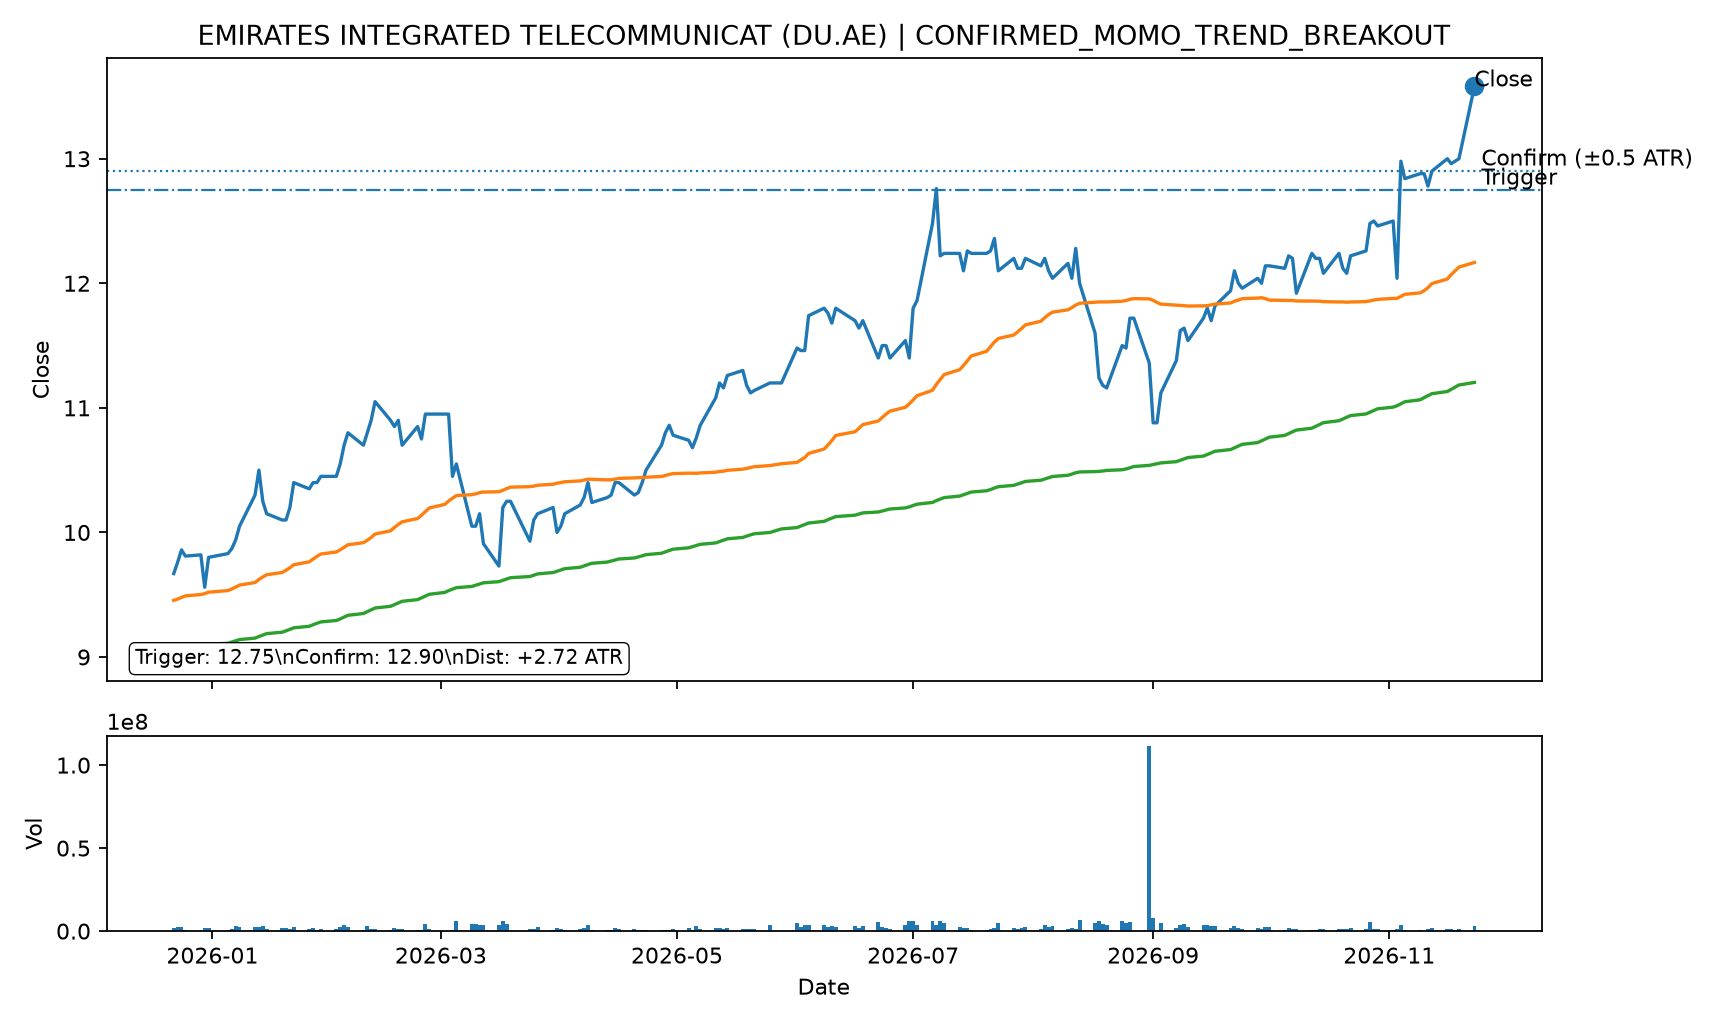 EMIRATES INTEGRATED TELECOMMUNICAT (DU.AE) | CONFIRMED_MOMO_TREND_BREAKOUT
Close
13
12
11
10
9
Close
Confirm (±0.5 ATR)
Trigger
Trigger: 12.75\nConfirm: 12.90\nDist: +2.72 ATR
1e8
Vol
1.0
0.5
0.0
2026-01
2026-03
2026-05
2026-07
2026-09
2026-11
Date